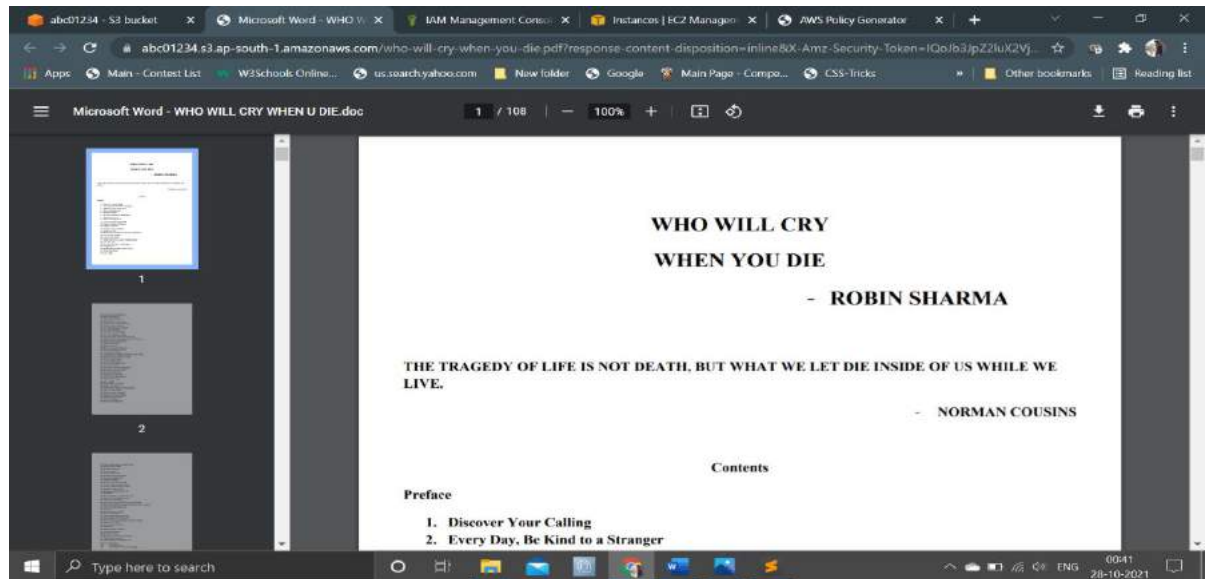 abc01234 - S3 bucket
Microsoft Word - WHO W
IAM Management Consol
Instances | EC2 Managem
AWS Policy Generator
abc01234.s3.ap-south-1.amazonaws.com/who-will-cry-when-you-die.pdf?response-content-disposition=inline&X-Amz-Security-Token=
Apps
Main - Contest List
W3Schools Online...
us.search.yahoo.com
New folder
Google
Main Page - Compe...
CSS-Tricks
»
Other bookmarks
Reading list
Microsoft Word - WHO WILL CRY WHEN U DIE.doc
1 / 108
100%
1
2
WHO WILL CRY
WHEN YOU DIE
- ROBIN SHARMA
THE TRAGEDY OF LIFE IS NOT DEATH, BUT WHAT WE LET DIE INSIDE OF US WHILE WE
LIVE.
- NORMAN COUSINS
Contents
Preface
1. Discover Your Calling
2. Every Day, Be Kind to a Stranger
Type here to search
ENG
00:41
28-10-2021